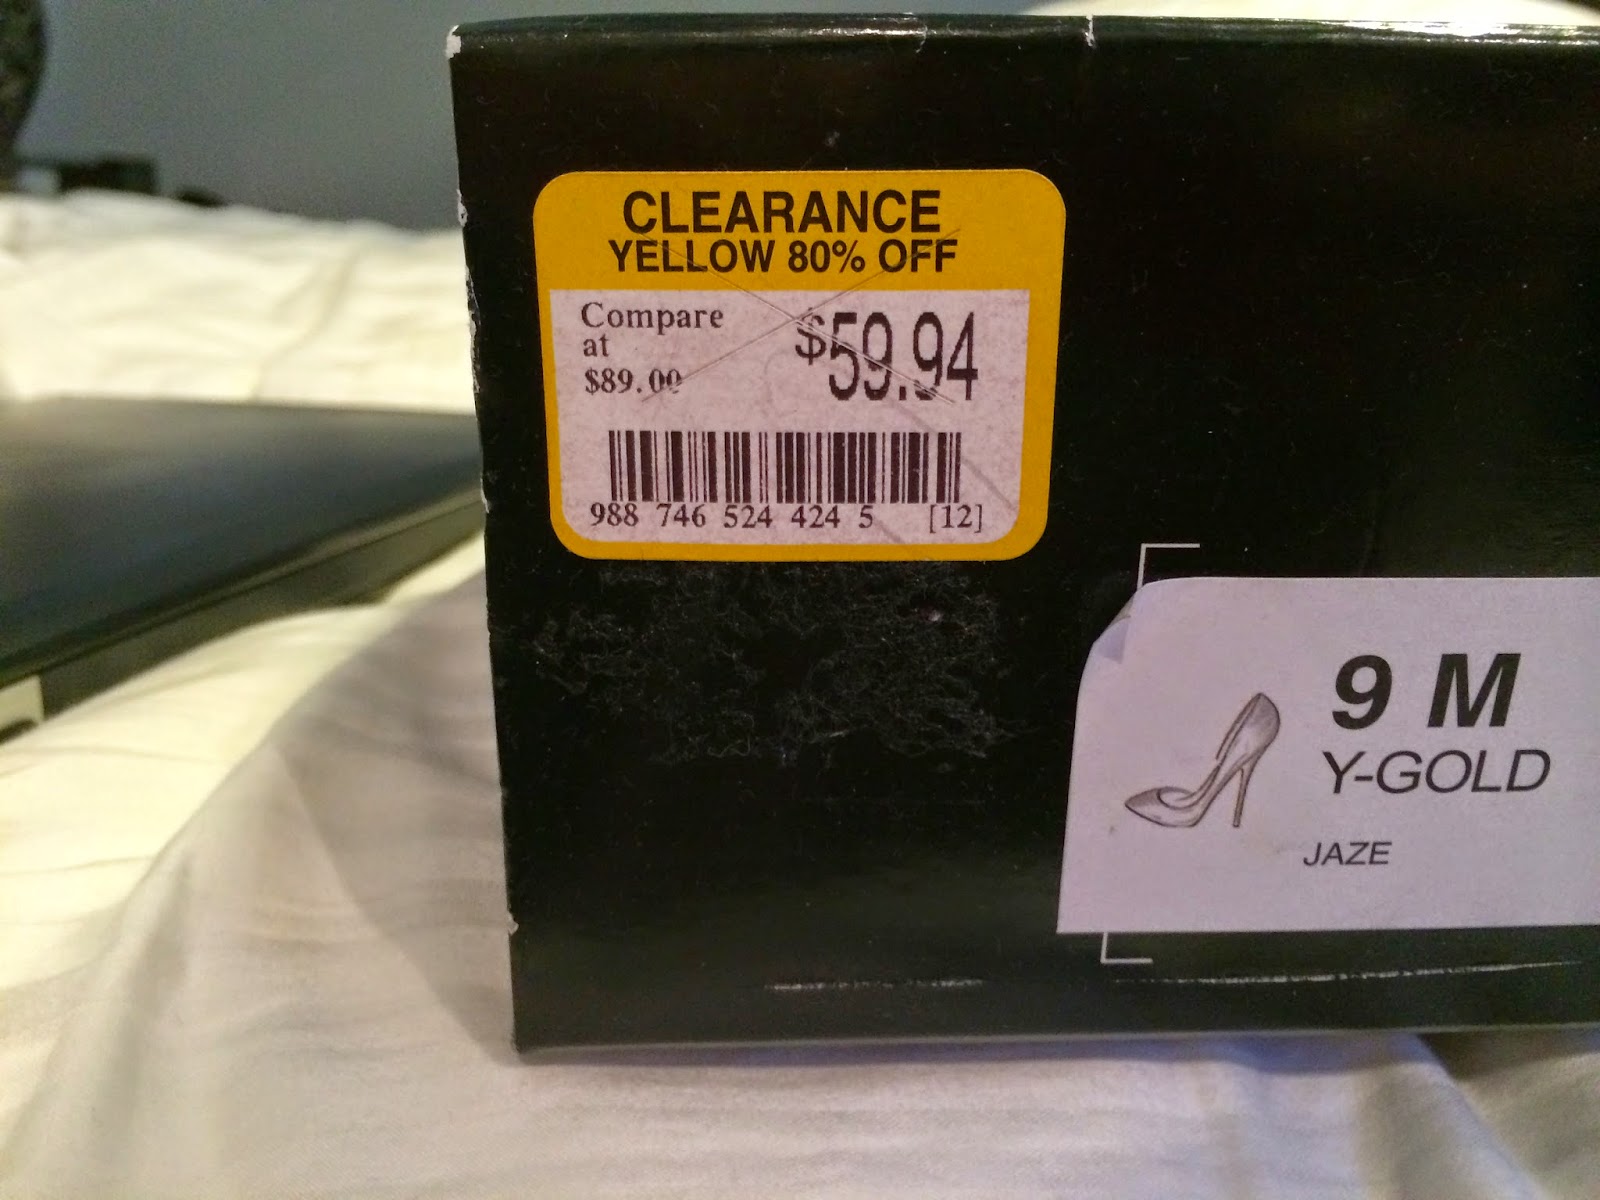 CLEARANCE
YELLOW 80% OFF
Compare
at
$89.00
$59.94
988 746 524 424 5 [12]
9 M
Y-GOLD
JAZE